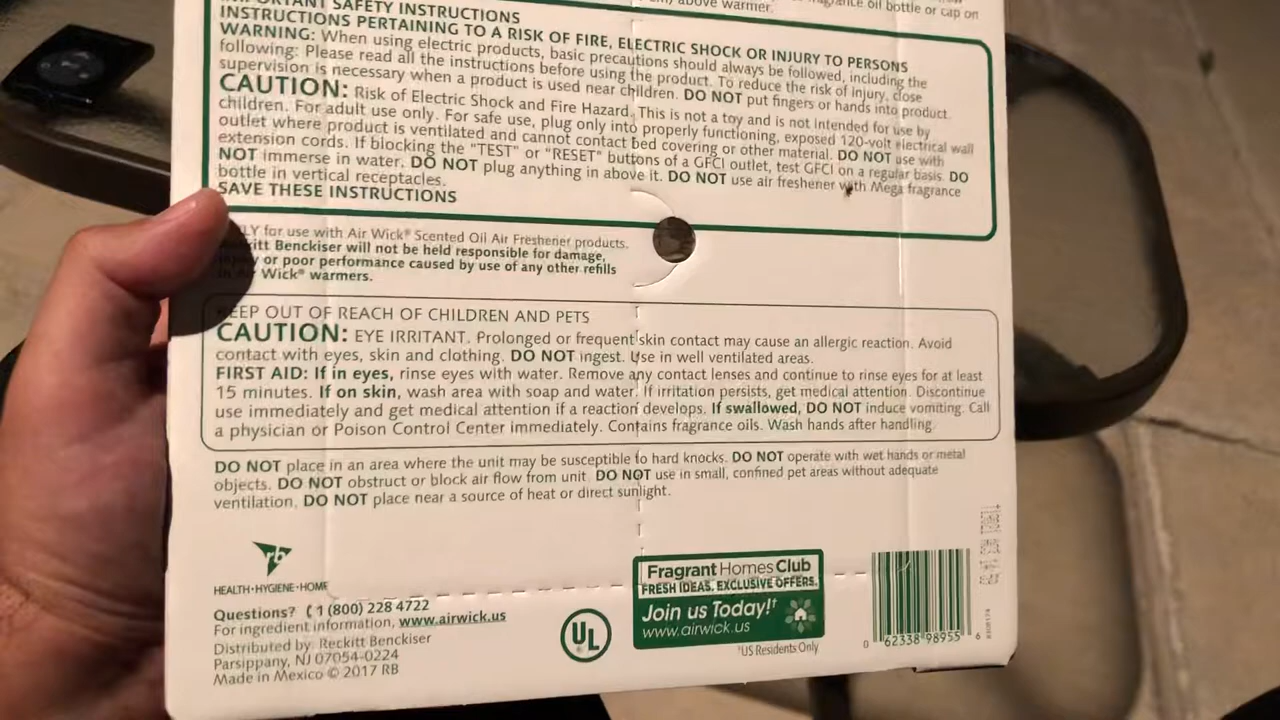 above warmer.
oil bottle or cap on
IMPORTANT SAFETY INSTRUCTIONS
INSTRUCTIONS PERTAINING TO A RISK OF FIRE, ELECTRIC SHOCK OR INJURY TO PERSONS
WARNING: When using electric products, basic precautions should always be followed, including the
following: Please read all the instructions before using the product. To reduce the risk of injury, close
supervision is necessary when a product is used near children. DO NOT put fingers or hands into product.
CAUTION: Risk of Electric Shock and Fire Hazard. This is not a toy and is not intended for use by
children. For adult use only. For safe use, plug only into properly functioning, exposed 120-volt electrical wall
outlet where product is ventilated and cannot contact bed covering or other material. DO NOT use with
extension cords. If blocking the "TEST" or "RESET" buttons of a GFCI outlet, test GFCI on a regular basis. DO
NOT immerse in water. DO NOT plug anything in above it. DO NOT use air freshener with Mega fragrance
bottle in vertical receptacles.
SAVE THESE INSTRUCTIONS
for use with Air Wick® Scented Oil Air Freshener products.
Benckiser will not be held responsible for damage,
or poor performance caused by use of any other refills
Wick® warmers.
KEEP OUT OF REACH OF CHILDREN AND PETS
CAUTION: EYE IRRITANT. Prolonged or frequent skin contact may cause an allergic reaction. Avoid
contact with eyes, skin and clothing. DO NOT ingest. Use in well ventilated areas.
FIRST AID: If in eyes, rinse eyes with water. Remove any contact lenses and continue to rinse eyes for at least
15 minutes. If on skin, wash area with soap and water. If irritation persists, get medical attention. Discontinue
use immediately and get medical attention if a reaction develops. If swallowed, DO NOT induce vomiting. Call
a physician or Poison Control Center immediately. Contains fragrance oils. Wash hands after handling.
DO NOT place in an area where the unit may be susceptible to hard knocks. DO NOT operate with wet hands or metal
objects. DO NOT obstruct or block air flow from unit. DO NOT use in small, confined pet areas without adequate
ventilation. DO NOT place near a source of heat or direct sunlight.
rb
HEALTH•HYGIENE•HOME
Questions? 1 (800) 228 4722
For ingredient information, www.airwick.us
Distributed by: Reckitt Benckiser
Parsippany, NJ 07054-0224
Made in Mexico © 2017 RB
UL
Fragrant Homes Club
FRESH IDEAS. EXCLUSIVE OFFERS.
Join us Today!†
www.airwick.us
†US Residents Only
0 62338 98955 6